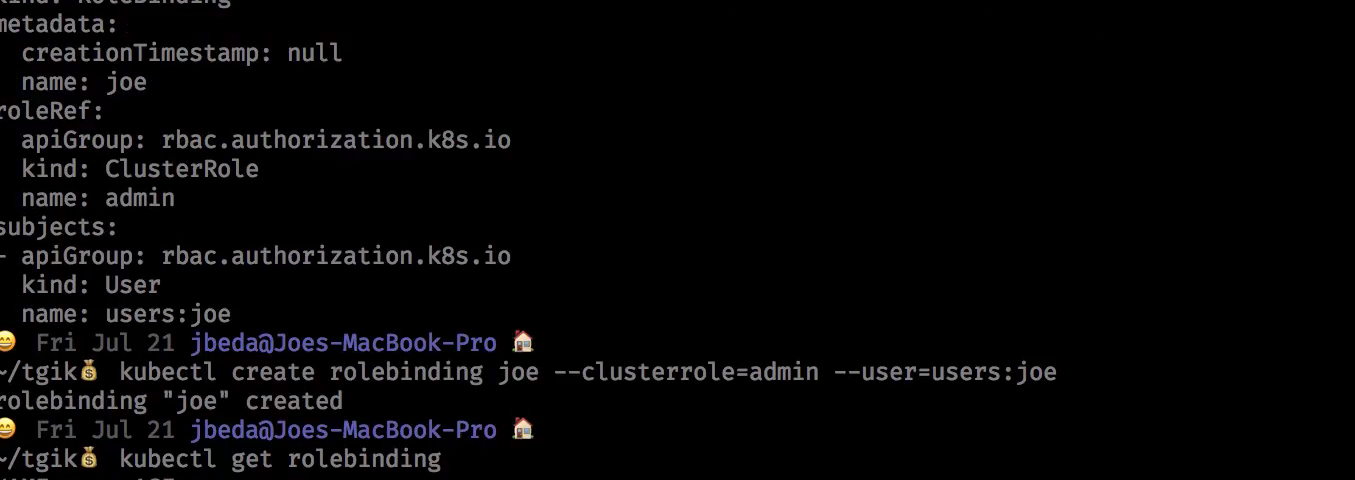 kind: RoleBinding
metadata:
  creationTimestamp: null
  name: joe
roleRef:
  apiGroup: rbac.authorization.k8s.io
  kind: ClusterRole
  name: admin
subjects:
- apiGroup: rbac.authorization.k8s.io
  kind: User
  name: users:joe
😄 Fri Jul 21 jbeda@Joes-MacBook-Pro 🏠
~/tgik💰 kubectl create rolebinding joe --clusterrole=admin --user=users:joe
rolebinding "joe" created
😄 Fri Jul 21 jbeda@Joes-MacBook-Pro 🏠
~/tgik💰 kubectl get rolebinding